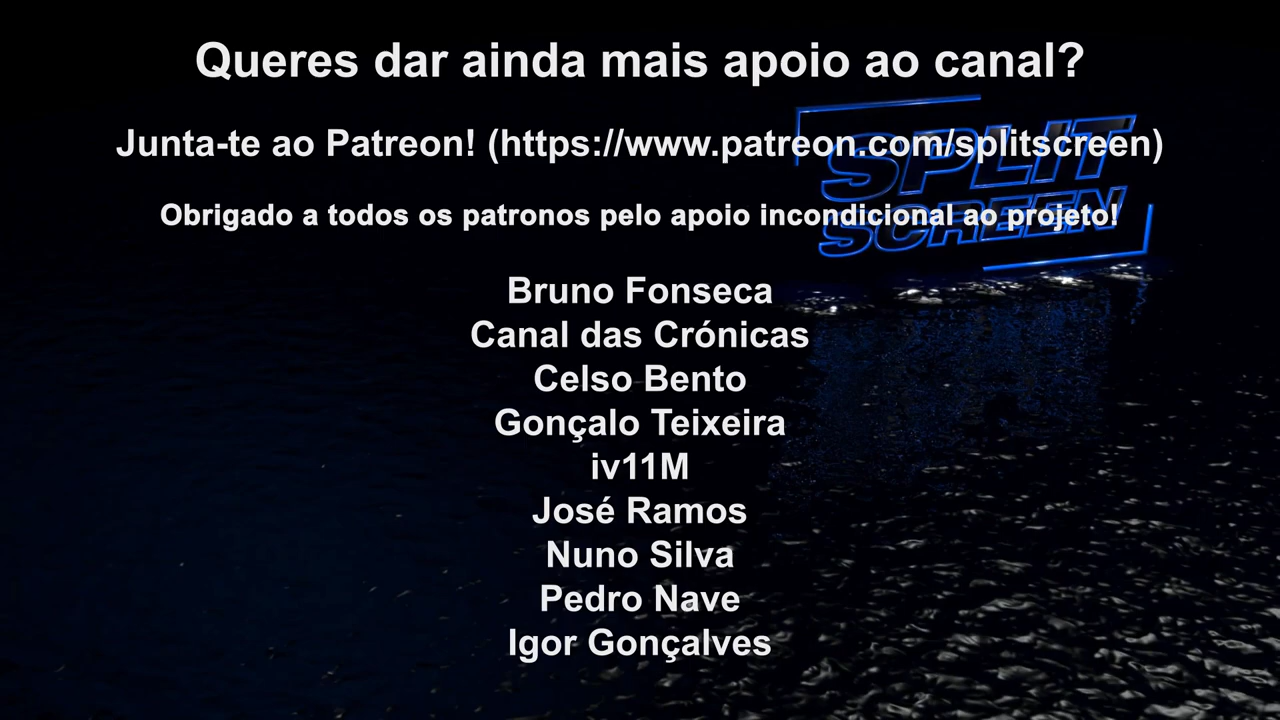 Queres dar ainda mais apoio ao canal?
Junta-te ao Patreon! (https://www.patreon.com/splitscreen)
SPLIT
SCREEN
Obrigado a todos os patronos pelo apoio incondicional ao projeto!
Bruno Fonseca
Canal das Crónicas
Celso Bento
Gonçalo Teixeira
iv11M
José Ramos
Nuno Silva
Pedro Nave
Igor Gonçalves